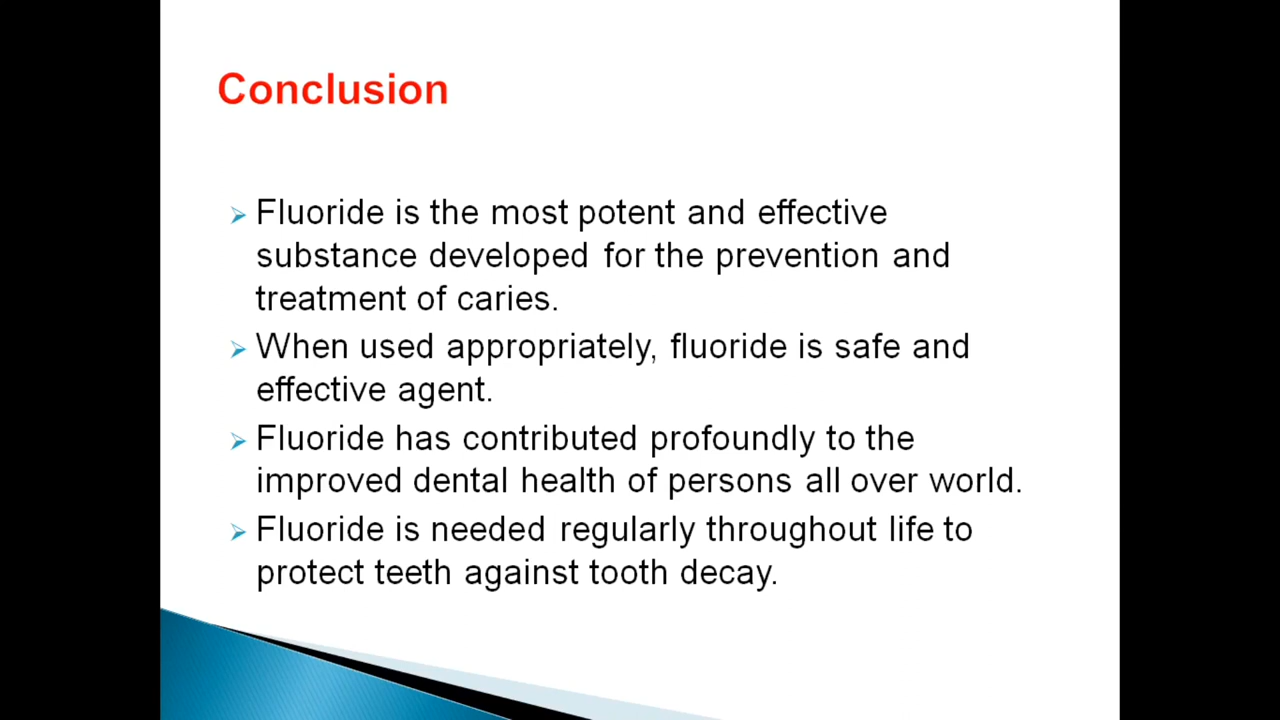 Conclusion
Fluoride is the most potent and effective
substance developed for the prevention and
treatment of caries.
When used appropriately, fluoride is safe and
effective agent.
Fluoride has contributed profoundly to the
improved dental health of persons all over world.
Fluoride is needed regularly throughout life to
protect teeth against tooth decay.